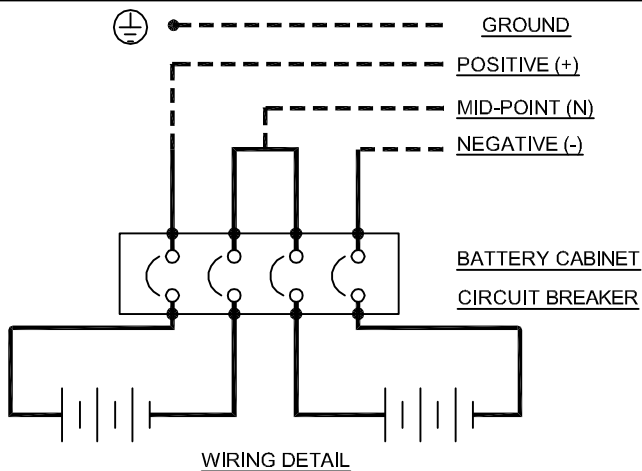 GROUND
POSITIVE (+)
MID-POINT (N)
NEGATIVE (-)
BATTERY CABINET
CIRCUIT BREAKER
WIRING DETAIL